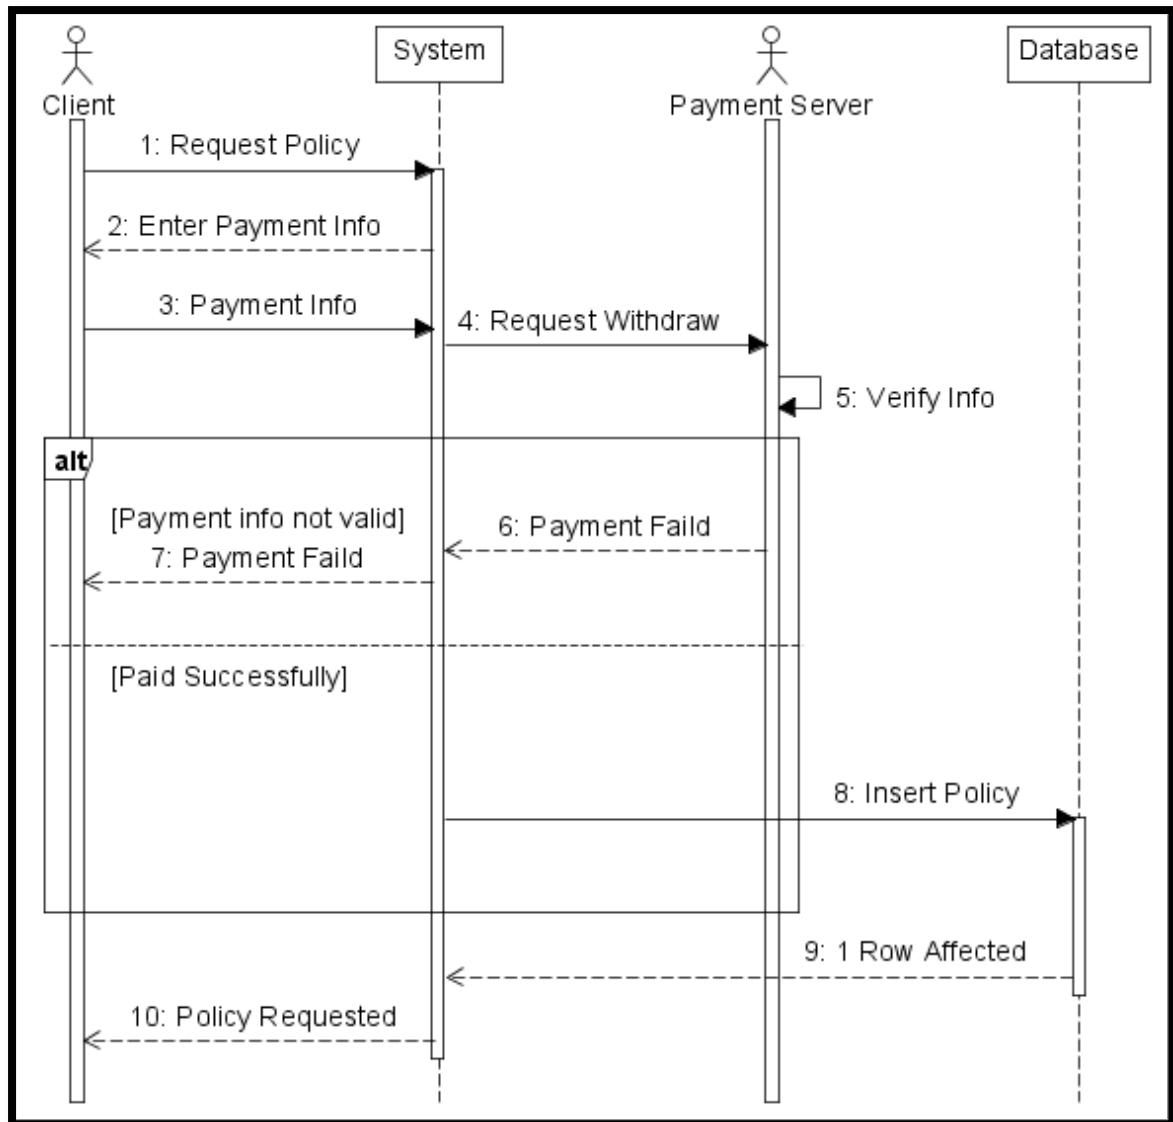 Client
System
Payment Server
Database
1: Request Policy
2: Enter Payment Info
3: Payment Info
4: Request Withdraw
5: Verify Info
alt
[Payment info not valid]
6: Payment Faild
7: Payment Faild
[Paid Successfully]
8: Insert Policy
9: 1 Row Affected
10: Policy Requested